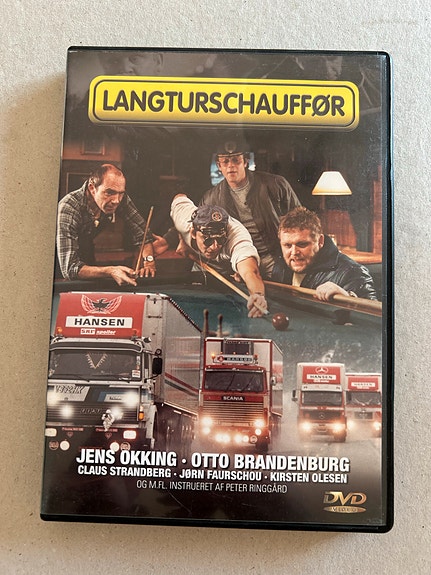 LANGTURSCHAUFFØR
HANSEN
SCANIA
HANSEN
JENS OKKING · OTTO BRANDENBURG
CLAUS STRANDBERG · JØRN FAURSCHOU · KIRSTEN OLESEN
OG M.FL. INSTRUERET AF PETER RINGGÅRD
DVD